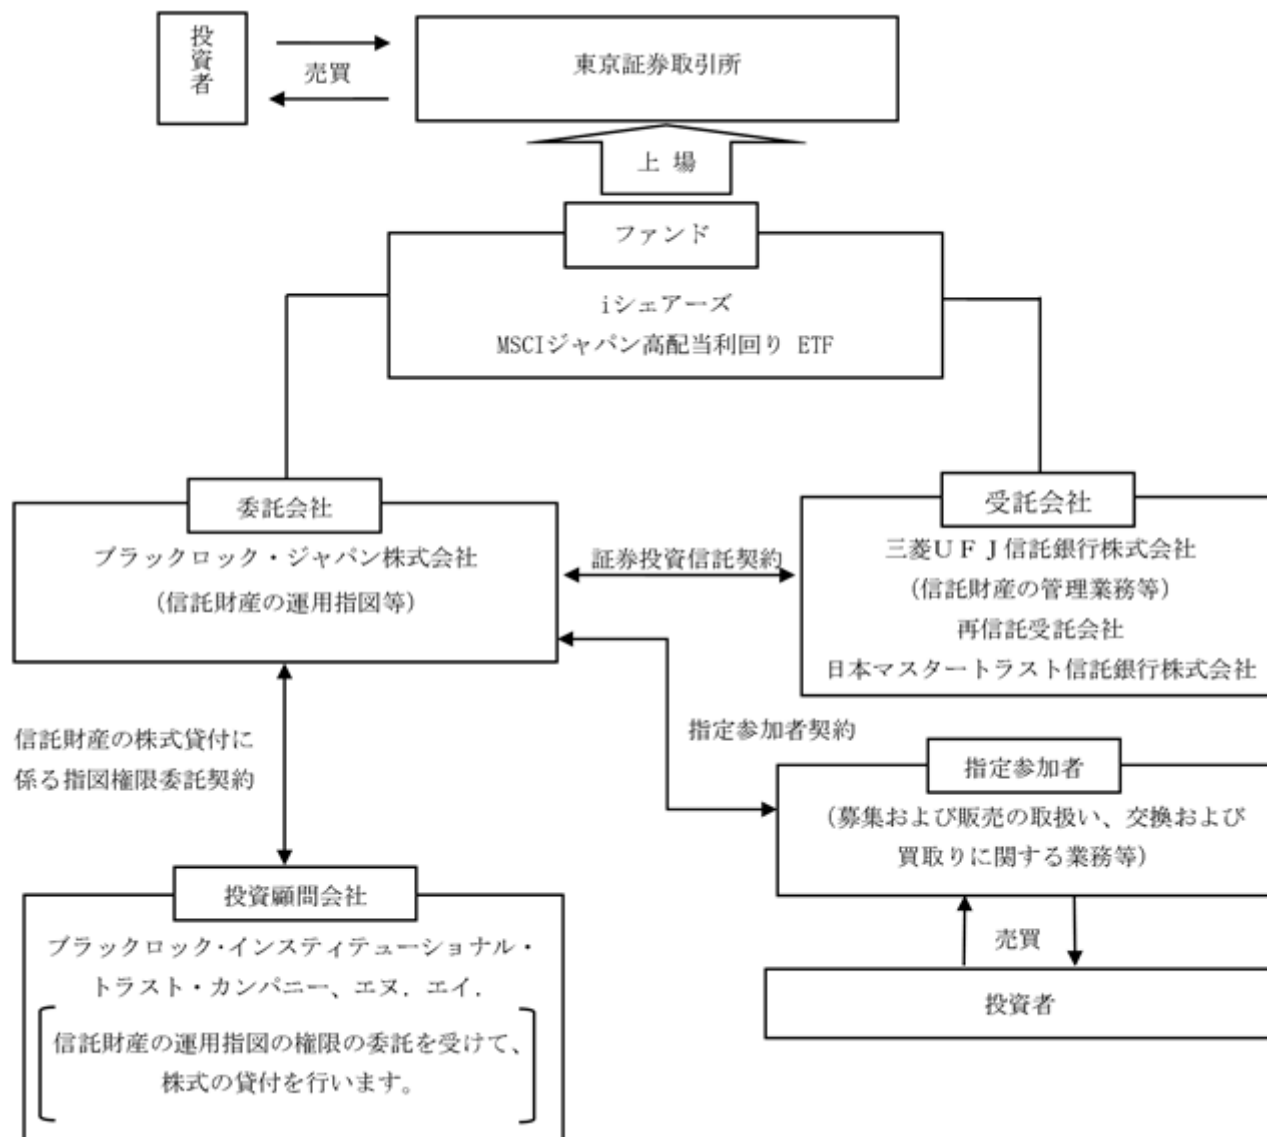 投資者
売買
東京証券取引所
上 場
ファンド
iシェアーズ
MSCIジャパン高配当利回り ETF
委託会社
ブラックロック・ジャパン株式会社
(信託財産の運用指図等)
証券投資信託契約
受託会社
三菱ＵＦＪ信託銀行株式会社
(信託財産の管理業務等)
再信託受託会社
日本マスタートラスト信託銀行株式会社
信託財産の株式貸付に
係る指図権限委託契約
指定参加者契約
指定参加者
(募集および販売の取扱い、交換および
買取りに関する業務等)
売買
投資者
投資顧問会社
ブラックロック・インスティテューショナル・
トラスト・カンパニー、エヌ．エイ．
信託財産の運用指図の権限の委託を受けて、
株式の貸付を行います。